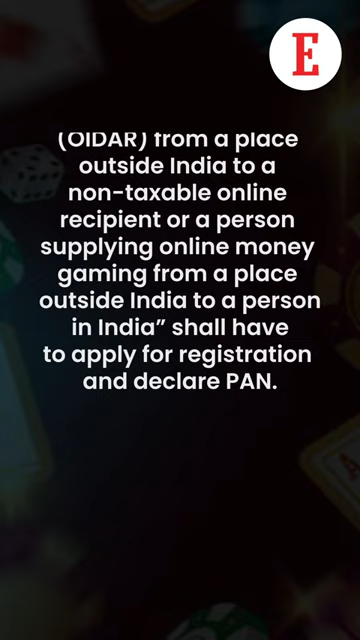 E
(OIDAR) from a place
outside India to a
non-taxable online
recipient or a person
supplying online money
gaming from a place
outside India to a person
in India” shall have
to apply for registration
and declare PAN.